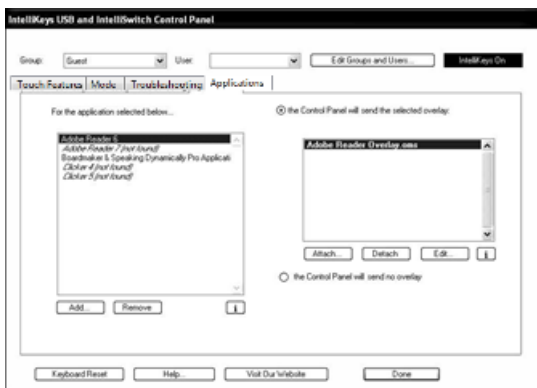 IntelliKeys USB and IntelliSwitch Control Panel
Group: Guest User: Edit Groups and Users... IntelliKeys On
Touch Features Mode Troubleshooting Applications
For the application selected below...
the Control Panel will send the selected overlay:
Adobe Reader 6
Adobe Reader 7 (not found)
Boardmaker & Speaking Dynamically Pro Applicati
Clicker 4 (not found)
Clicker 5 (not found)
Adobe Reader Overlay.oms
Attach... Detach Edit... i
the Control Panel will send no overlay
Add... Remove i
Keyboard Reset Help... Visit Our Website Done